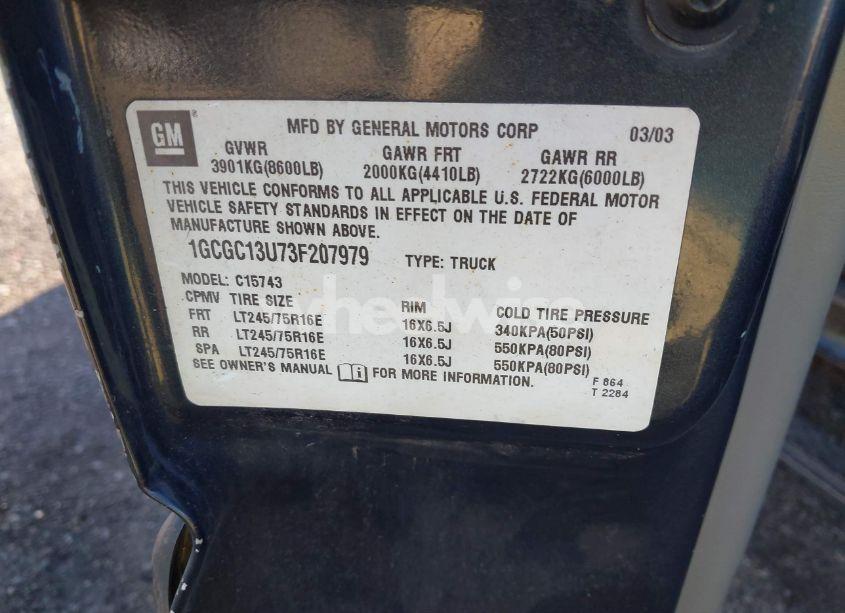 GM ®
MFD BY GENERAL MOTORS CORP 03/03
GVWR GAWR FRT GAWR RR
3901KG(8600LB) 2000KG(4410LB) 2722KG(6000LB)
THIS VEHICLE CONFORMS TO ALL APPLICABLE U.S. FEDERAL MOTOR
VEHICLE SAFETY STANDARDS IN EFFECT ON THE DATE OF
MANUFACTURE SHOWN ABOVE.
1GCGC13U73F207979 TYPE: TRUCK
MODEL: C15743
CPMV TIRE SIZE RIM COLD TIRE PRESSURE
FRT LT245/75R16E 16X6.5J 340KPA(50PSI)
RR LT245/75R16E 16X6.5J 550KPA(80PSI)
SPA LT245/75R16E 16X6.5J 550KPA(80PSI)
SEE OWNER'S MANUAL i FOR MORE INFORMATION.
F 864
T 2284